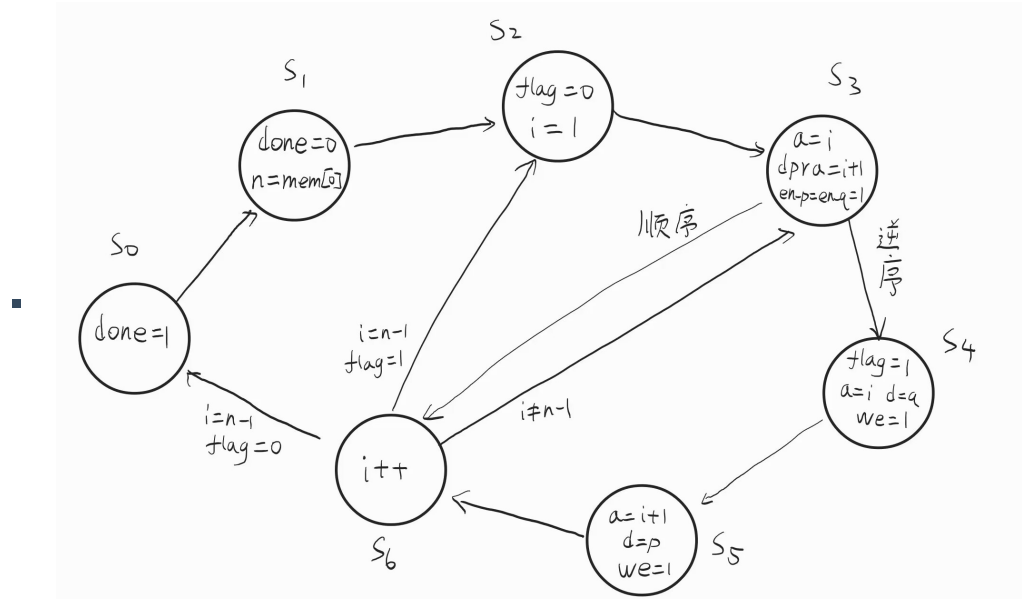 S0
done=1
S1
done=0
n=mem[0]
S2
flag=0
i=1
S3
a=i
dpra=i+1
en-p=en-q=1
顺序
逆序
S4
flag=1
a=i d=q
we=1
S5
a=i+1
d=p
we=1
S6
i++
i≠n-1
i=n-1
flag=1
i=n-1
flag=0